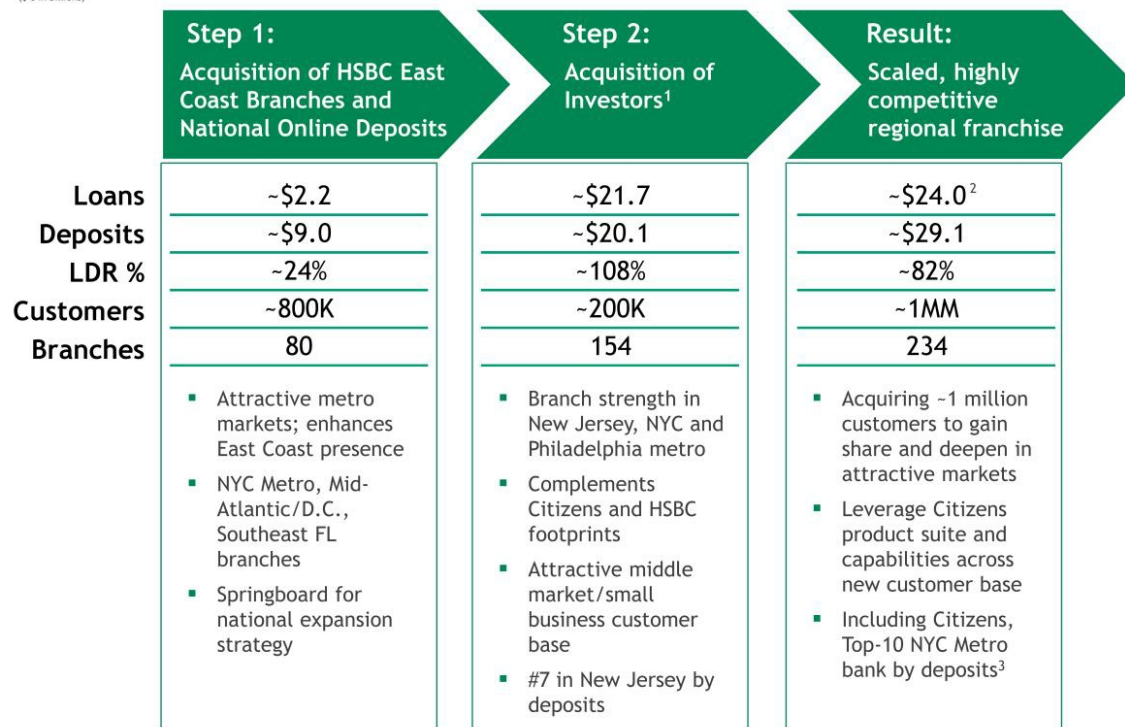 Step 1:
Acquisition of HSBC East
Coast Branches and
National Online Deposits
Step 2:
Acquisition of
Investors¹
Result:
Scaled, highly
competitive
regional franchise
Loans ~$2.2 ~$21.7 ~$24.0²
Deposits ~$9.0 ~$20.1 ~$29.1
LDR % ~24% ~108% ~82%
Customers ~800K ~200K ~1MM
Branches 80 154 234
▪ Attractive metro
markets; enhances
East Coast presence
▪ NYC Metro, Mid-
Atlantic/D.C.,
Southeast FL
branches
▪ Springboard for
national expansion
strategy
▪ Branch strength in
New Jersey, NYC and
Philadelphia metro
▪ Complements
Citizens and HSBC
footprints
▪ Attractive middle
market/small
business customer
base
▪ #7 in New Jersey by
deposits
▪ Acquiring ~1 million
customers to gain
share and deepen in
attractive markets
▪ Leverage Citizens
product suite and
capabilities across
new customer base
▪ Including Citizens,
Top-10 NYC Metro
bank by deposits³